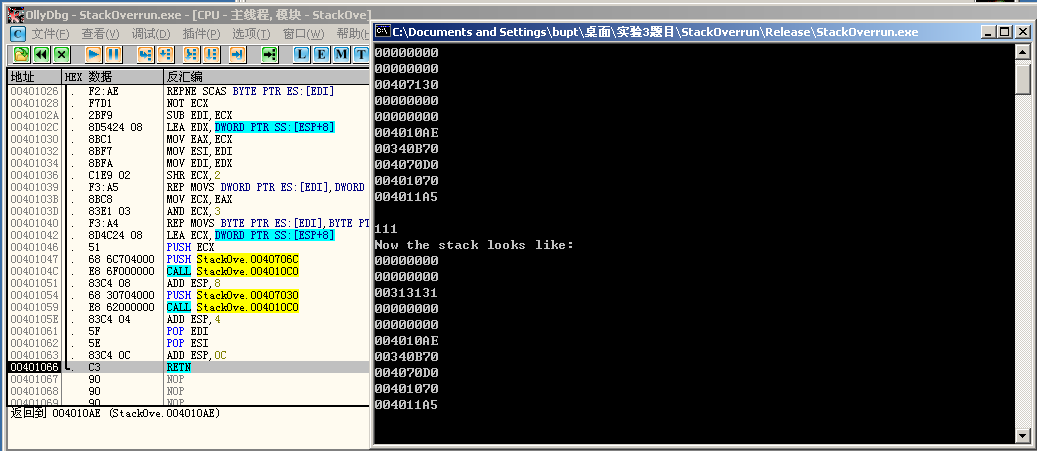 OllyDbg - StackOverrun.exe - [CPU - 主线程, 模块 - StackOve]
C 文件(F) 查看(V) 调试(D) 插件(P) 选项(T) 窗口(W) 帮助(H)
L E M T
地址 HEX 数据 反汇编
00401026 . F2:AE REPNE SCAS BYTE PTR ES:[EDI]
00401028 . F7D1 NOT ECX
0040102A . 2BF9 SUB EDI,ECX
0040102C . 8D5424 08 LEA EDX,DWORD PTR SS:[ESP+8]
00401030 . 8BC1 MOV EAX,ECX
00401032 . 8BF7 MOV ESI,EDI
00401034 . 8BFA MOV EDI,EDX
00401036 . C1E9 02 SHR ECX,2
00401039 . F3:A5 REP MOVS DWORD PTR ES:[EDI],DWORD
0040103B . 8BC8 MOV ECX,EAX
0040103D . 83E1 03 AND ECX,3
00401040 . F3:A4 REP MOVS BYTE PTR ES:[EDI],BYTE PT
00401042 . 8D4C24 08 LEA ECX,DWORD PTR SS:[ESP+8]
00401046 . 51 PUSH ECX
00401047 . 68 6C704000 PUSH StackOve.0040706C
0040104C . E8 6F000000 CALL StackOve.004010C0
00401051 . 83C4 08 ADD ESP,8
00401054 . 68 30704000 PUSH StackOve.00407030
00401059 . E8 62000000 CALL StackOve.004010C0
0040105E . 83C4 04 ADD ESP,4
00401061 . 5F POP EDI
00401062 . 5E POP ESI
00401063 . 83C4 0C ADD ESP,0C
00401066 . C3 RETN
00401067 90 NOP
00401068 90 NOP
00401069 90 NOP
返回到 004010AE (StackOve.004010AE)
C:\Documents and Settings\bupt\桌面\实验3题目\StackOverrun\Release\StackOverrun.exe
00000000
00000000
00407130
00000000
00000000
004010AE
00340B70
004070D0
00401070
004011A5
111
Now the stack looks like:
00000000
00000000
00313131
00000000
00000000
004010AE
00340B70
004070D0
00401070
004011A5